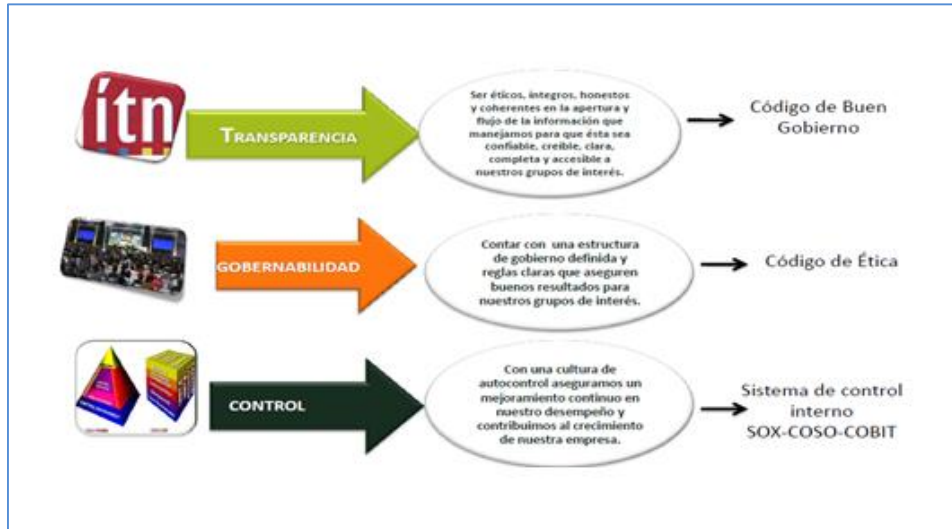 ítn
TRANSPARENCIA
Ser éticos, íntegros, honestos
y coherentes en la apertura y
flujo de la información que
manejamos para que ésta sea
confiable, creíble, clara,
completa y accesible a
nuestros grupos de interés.
Código de Buen
Gobierno
GOBERNABILIDAD
Contar con una estructura
de gobierno definida y
reglas claras que aseguren
buenos resultados para
nuestros grupos de interés.
Código de Ética
CONTROL
Con una cultura de
autocontrol aseguramos un
mejoramiento continuo en
nuestro desempeño y
contribuimos al crecimiento
de nuestra empresa.
Sistema de control
interno
SOX-COSO-COBIT